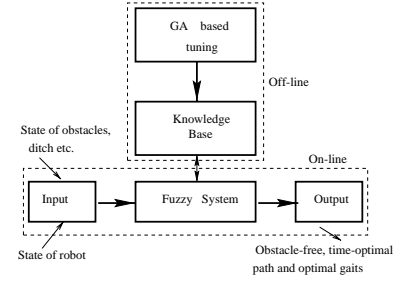 GA based
tuning
Off-line
Knowledge
Base
State of obstacles,
ditch etc.
On-line
Input
Fuzzy System
Output
State of robot
Obstacle-free, time-optimal
path and optimal gaits